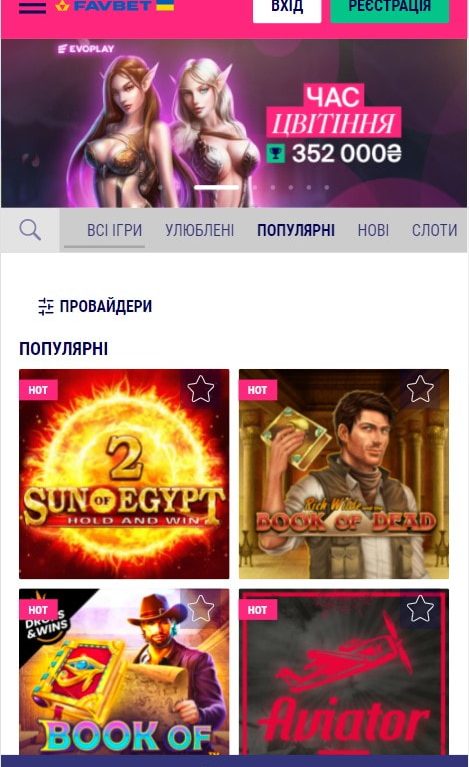 FAVBET
ВХІД
РЕЄСТРАЦІЯ
EVOPLAY
ЧАС
ЦВІТІННЯ
352 000₴
ВСІ ІГРИ
УЛЮБЛЕНІ
ПОПУЛЯРНІ
НОВІ
СЛОТИ
ПРОВАЙДЕРИ
ПОПУЛЯРНІ
HOT
2
SUN OF EGYPT
HOLD AND WIN
HOT
Rich Wilde and the
BOOK OF DEAD
HOT
DROPS
& WINS
BOOK OF
HOT
Aviator